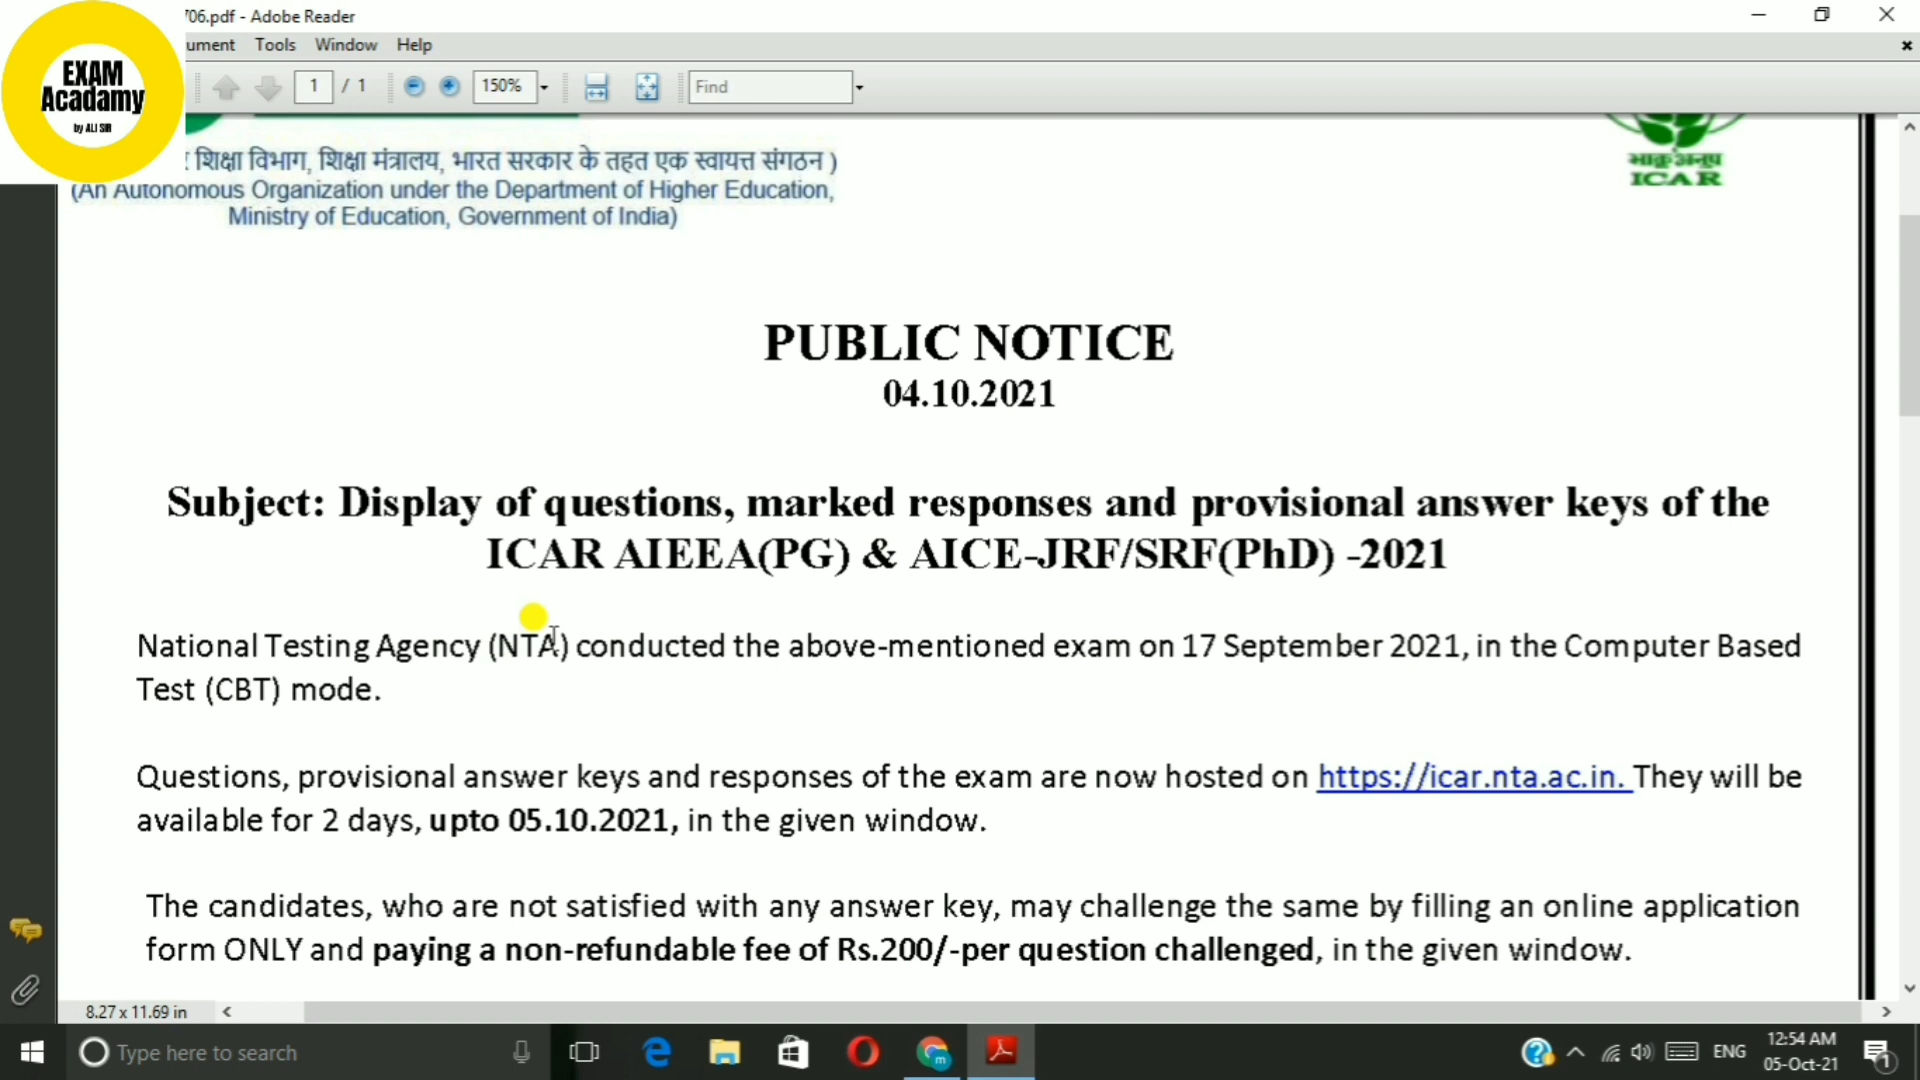 706.pdf - Adobe Reader
ument Tools Window Help
EXAM
Acadamy
by ALI SIR
1 / 1
150%
Find
शिक्षा विभाग, शिक्षा मंत्रालय, भारत सरकार के तहत एक स्वायत्त संगठन )
(An Autonomous Organization under the Department of Higher Education,
Ministry of Education, Government of India)
भाकृअनुप
ICAR
PUBLIC NOTICE
04.10.2021
Subject: Display of questions, marked responses and provisional answer keys of the
ICAR AIEEA(PG) & AICE-JRF/SRF(PhD) -2021
National Testing Agency (NTA) conducted the above-mentioned exam on 17 September 2021, in the Computer Based
Test (CBT) mode.
Questions, provisional answer keys and responses of the exam are now hosted on https://icar.nta.ac.in. They will be
available for 2 days, upto 05.10.2021, in the given window.
The candidates, who are not satisfied with any answer key, may challenge the same by filling an online application
form ONLY and paying a non-refundable fee of Rs.200/-per question challenged, in the given window.
8.27 x 11.69 in
Type here to search
ENG
12:54 AM
05-Oct-21
1